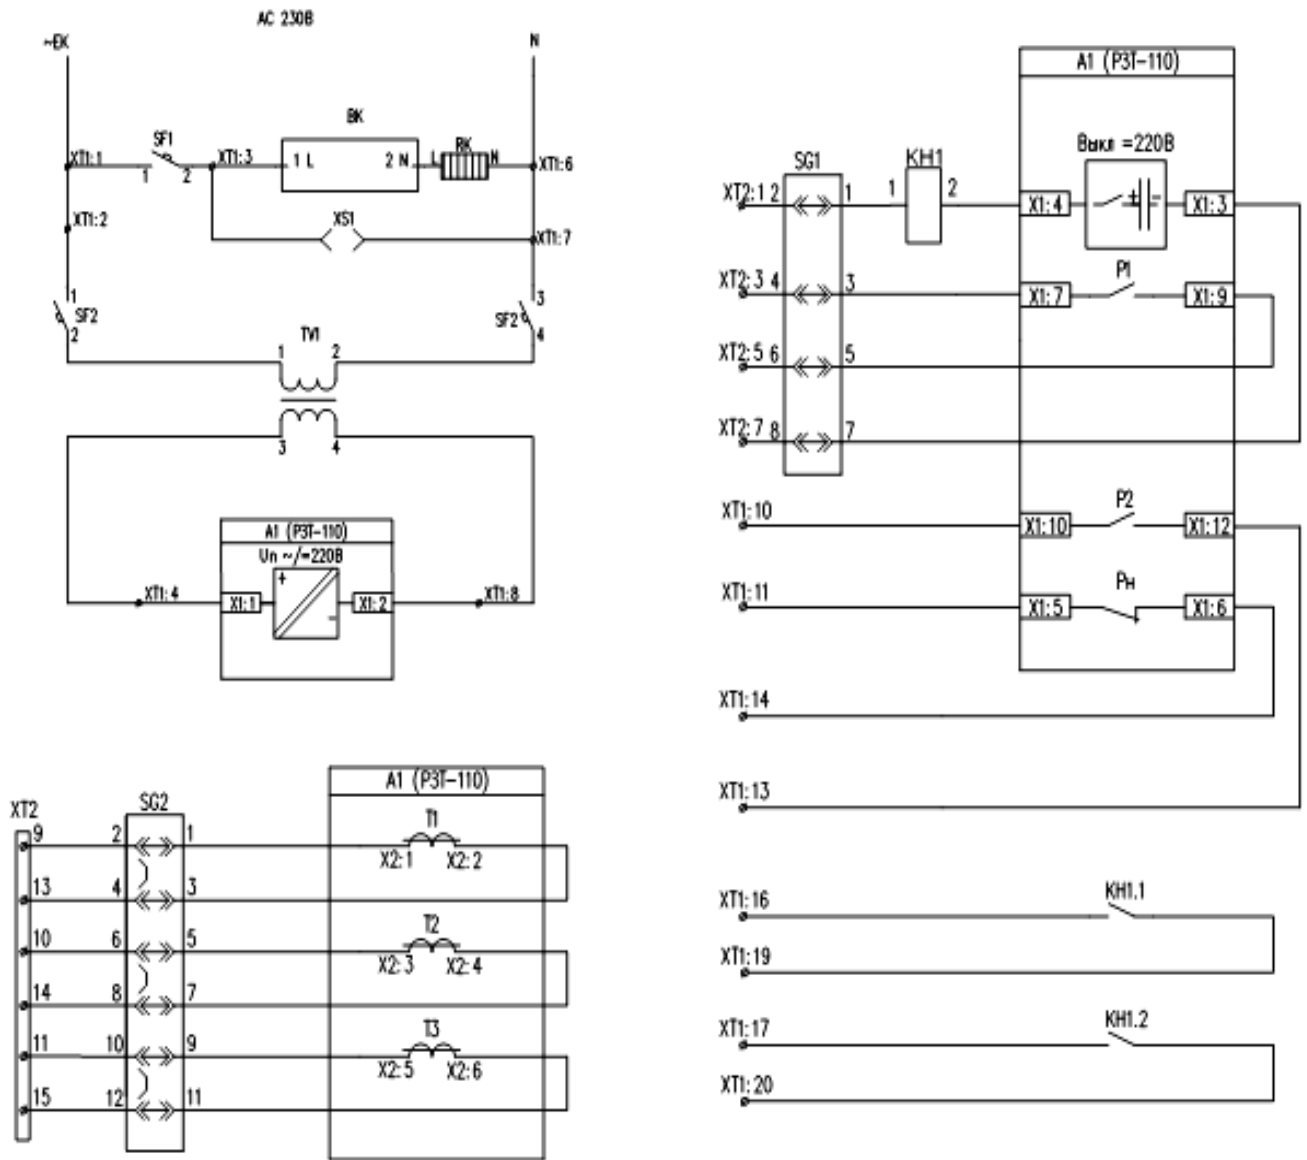 AC 230В
~ЕК N
ВК
SF1 RK
XT1:1 XT1:3 1 L 2 N L N XT1:6
1 2
XT1:2 XS1 XT1:7
1 3
SF2 SF2
2 4
TV1
1 2
3 4
А1 (РЗТ-110)
Uп ~/=220В
+
XT1:4 X1:1 X1:2 XT1:8
-
А1 (РЗТ-110)
XT2 SG2
9 2 1 T1
X2:1 X2:2
13 4 3
10 6 5 T2
X2:3 X2:4
14 8 7
11 10 9 T3
X2:5 X2:6
15 12 11
А1 (РЗТ-110)
SG1 KH1 Выкл =220В
XT2:1 2 1 1 2 X1:4 + - X1:3
XT2:3 4 3 X1:7 P1 X1:9
XT2:5 6 5
XT2:7 8 7
XT1:10 X1:10 P2 X1:12
XT1:11 X1:5 Рн X1:6
XT1:14
XT1:13
XT1:16 KH1.1
XT1:19
XT1:17 KH1.2
XT1:20